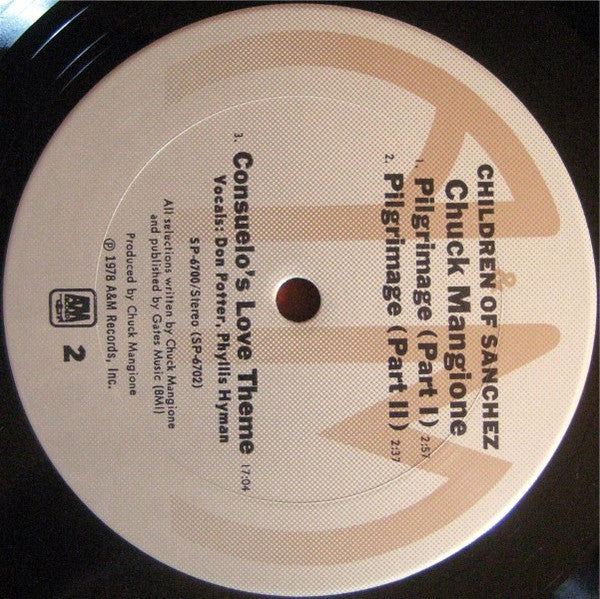 CHILDREN OF SANCHEZ
Chuck Mangione
1. Pilgrimage (Part I) 2:57
2. Pilgrimage (Part II) 2:37
3. Consuelo's Love Theme 17:04
Vocals: Don Potter, Phyllis Hyman
SP-6700/Stereo (SP-6702)
All selections written by Chuck Mangione
and published by Gates Music (BMI)
Produced by Chuck Mangione
℗ 1978 A&M Records, Inc.
A&M
2